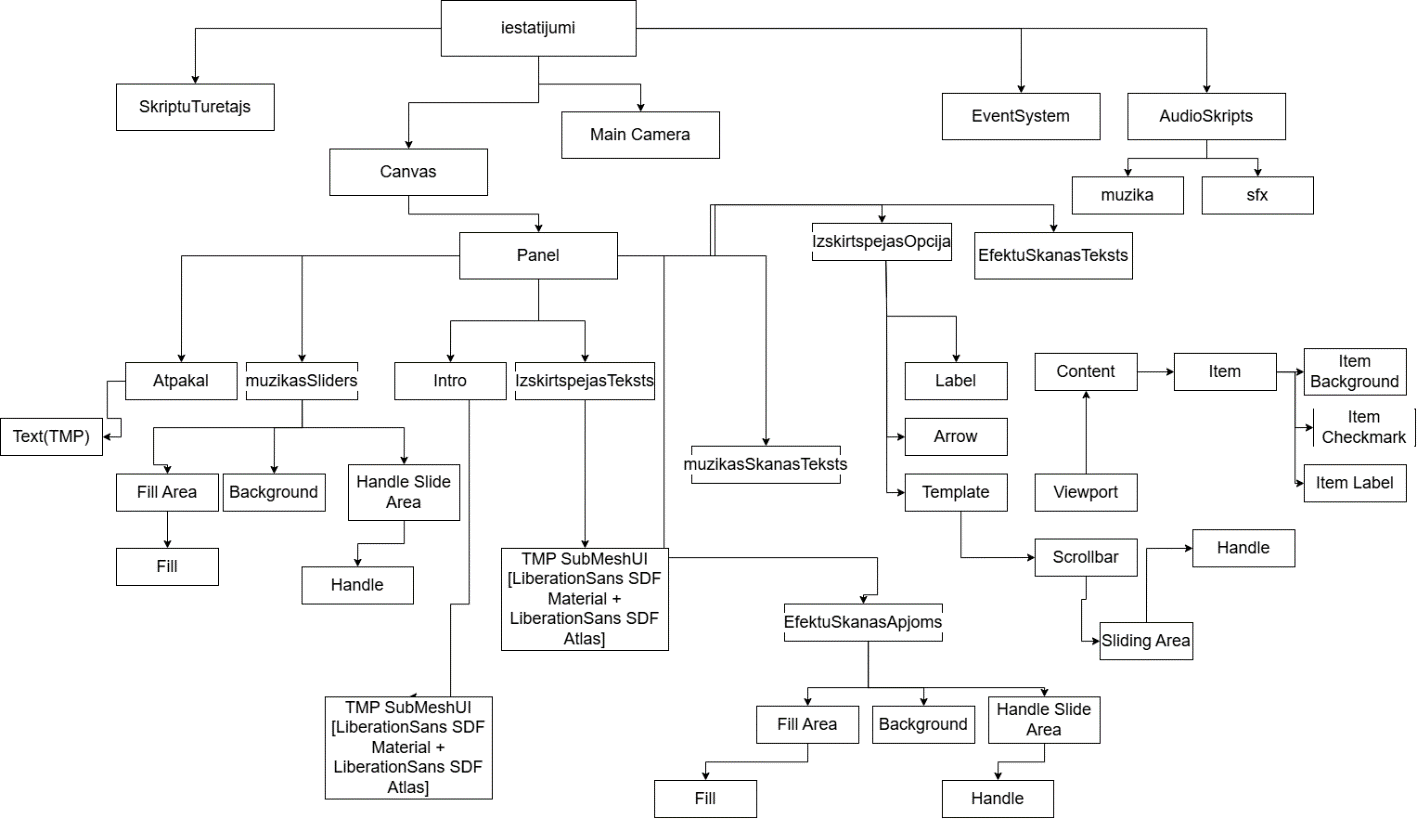 iestatijumi
SkriptuTuretajs
Main Camera
EventSystem
AudioSkripts
Canvas
muzika
sfx
Panel
IzskirtspejasOpcija
EfektuSkanasTeksts
Atpakal
muzikasSliders
Intro
IzskirtspejasTeksts
Label
Content
Item
Item
Background
Text(TMP)
muzikasSkanasTeksts
Arrow
Item
Checkmark
Fill Area
Background
Handle Slide
Area
Template
Viewport
Item Label
Fill
Handle
TMP SubMeshUI
[LiberationSans SDF
Material +
LiberationSans SDF
Atlas]
Scrollbar
Handle
EfektuSkanasApjoms
Sliding Area
TMP SubMeshUI
[LiberationSans SDF
Material +
LiberationSans SDF
Atlas]
Fill Area
Background
Handle Slide
Area
Fill
Handle